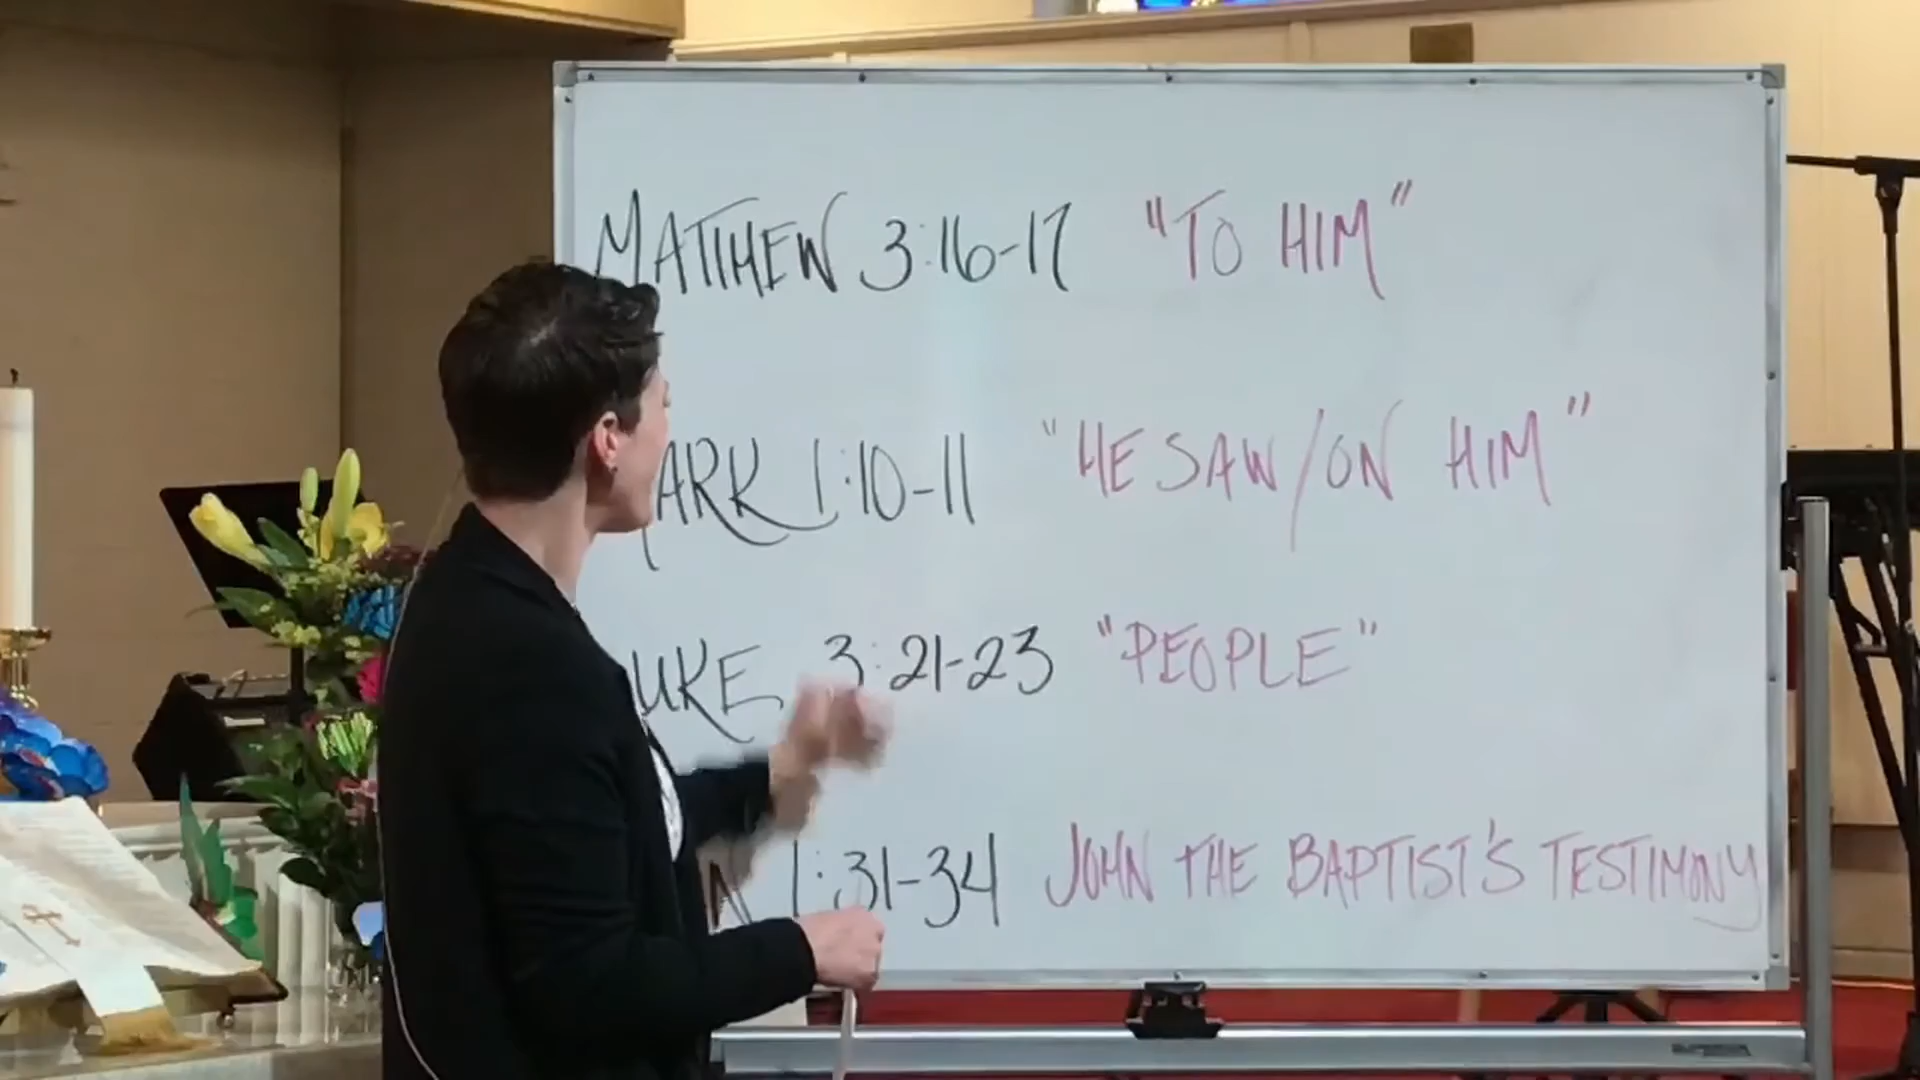 MATTHEW 3:16-17 "TO HIM"
ARK 1:10-11 "HE SAW/ON HIM"
UKE 3:21-23 "PEOPLE"
N 1:31-34 JOHN THE BAPTIST'S TESTIMONY